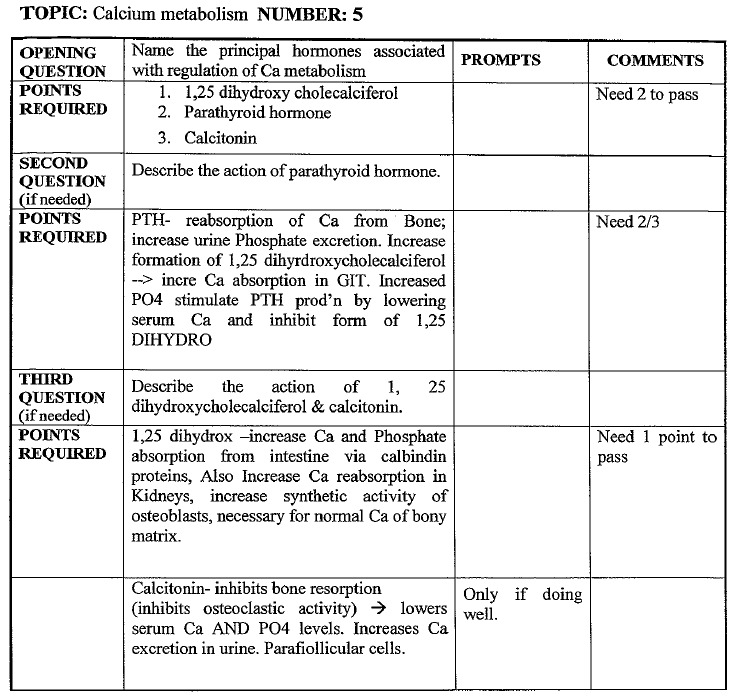 TOPIC: Calcium metabolism NUMBER: 5
OPENING QUESTION
Name the principal hormones associated
with regulation of Ca metabolism
PROMPTS
COMMENTS
POINTS
REQUIRED
1. 1,25 dihydroxy cholecalciferol
2. Parathyroid hormone
3. Calcitonin
Need 2 to pass
SECOND
QUESTION
(if needed)
Describe the action of parathyroid hormone.
POINTS
REQUIRED
PTH- reabsorption of Ca from Bone;
increase urine Phosphate excretion. Increase
formation of 1,25 dihyrdroxycholecalciferol
--> incre Ca absorption in GIT. Increased
PO4 stimulate PTH prod'n by lowering
serum Ca and inhibit form of 1,25
DIHYDRO
Need 2/3
THIRD
QUESTION
(if needed)
Describe the action of 1, 25
dihydroxycholecalciferol & calcitonin.
POINTS
REQUIRED
1,25 dihydrox –increase Ca and Phosphate
absorption from intestine via calbindin
proteins, Also Increase Ca reabsorption in
Kidneys, increase synthetic activity of
osteoblasts, necessary for normal Ca of bony
matrix.
Need 1 point to
pass
Calcitonin- inhibits bone resorption
(inhibits osteoclastic activity) → lowers
serum Ca AND PO4 levels. Increases Ca
excretion in urine. Parafiollicular cells.
Only if doing
well.